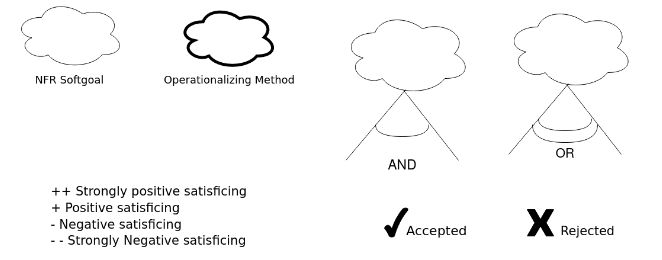 NFR Softgoal
Operationalizing Method
AND
OR
++ Strongly positive satisficing
+ Positive satisficing
- Negative satisficing
- - Strongly Negative satisficing
Accepted
Rejected